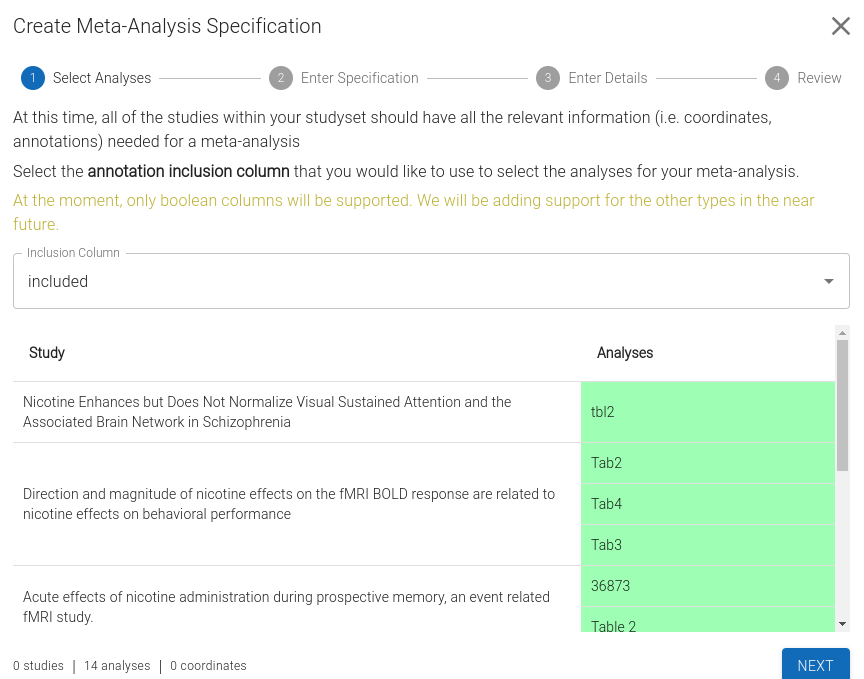 Create Meta-Analysis Specification
1 Select Analyses 2 Enter Specification 3 Enter Details 4 Review
At this time, all of the studies within your studyset should have all the relevant information (i.e. coordinates,
annotations) needed for a meta-analysis
Select the annotation inclusion column that you would like to use to select the analyses for your meta-analysis.
At the moment, only boolean columns will be supported. We will be adding support for the other types in the near
future.
Inclusion Column
included
Study Analyses
Nicotine Enhances but Does Not Normalize Visual Sustained Attention and the
Associated Brain Network in Schizophrenia
tbl2
Direction and magnitude of nicotine effects on the fMRI BOLD response are related to
nicotine effects on behavioral performance
Tab2
Tab4
Tab3
Acute effects of nicotine administration during prospective memory, an event related
fMRI study.
36873
Table 2
0 studies | 14 analyses | 0 coordinates
NEXT